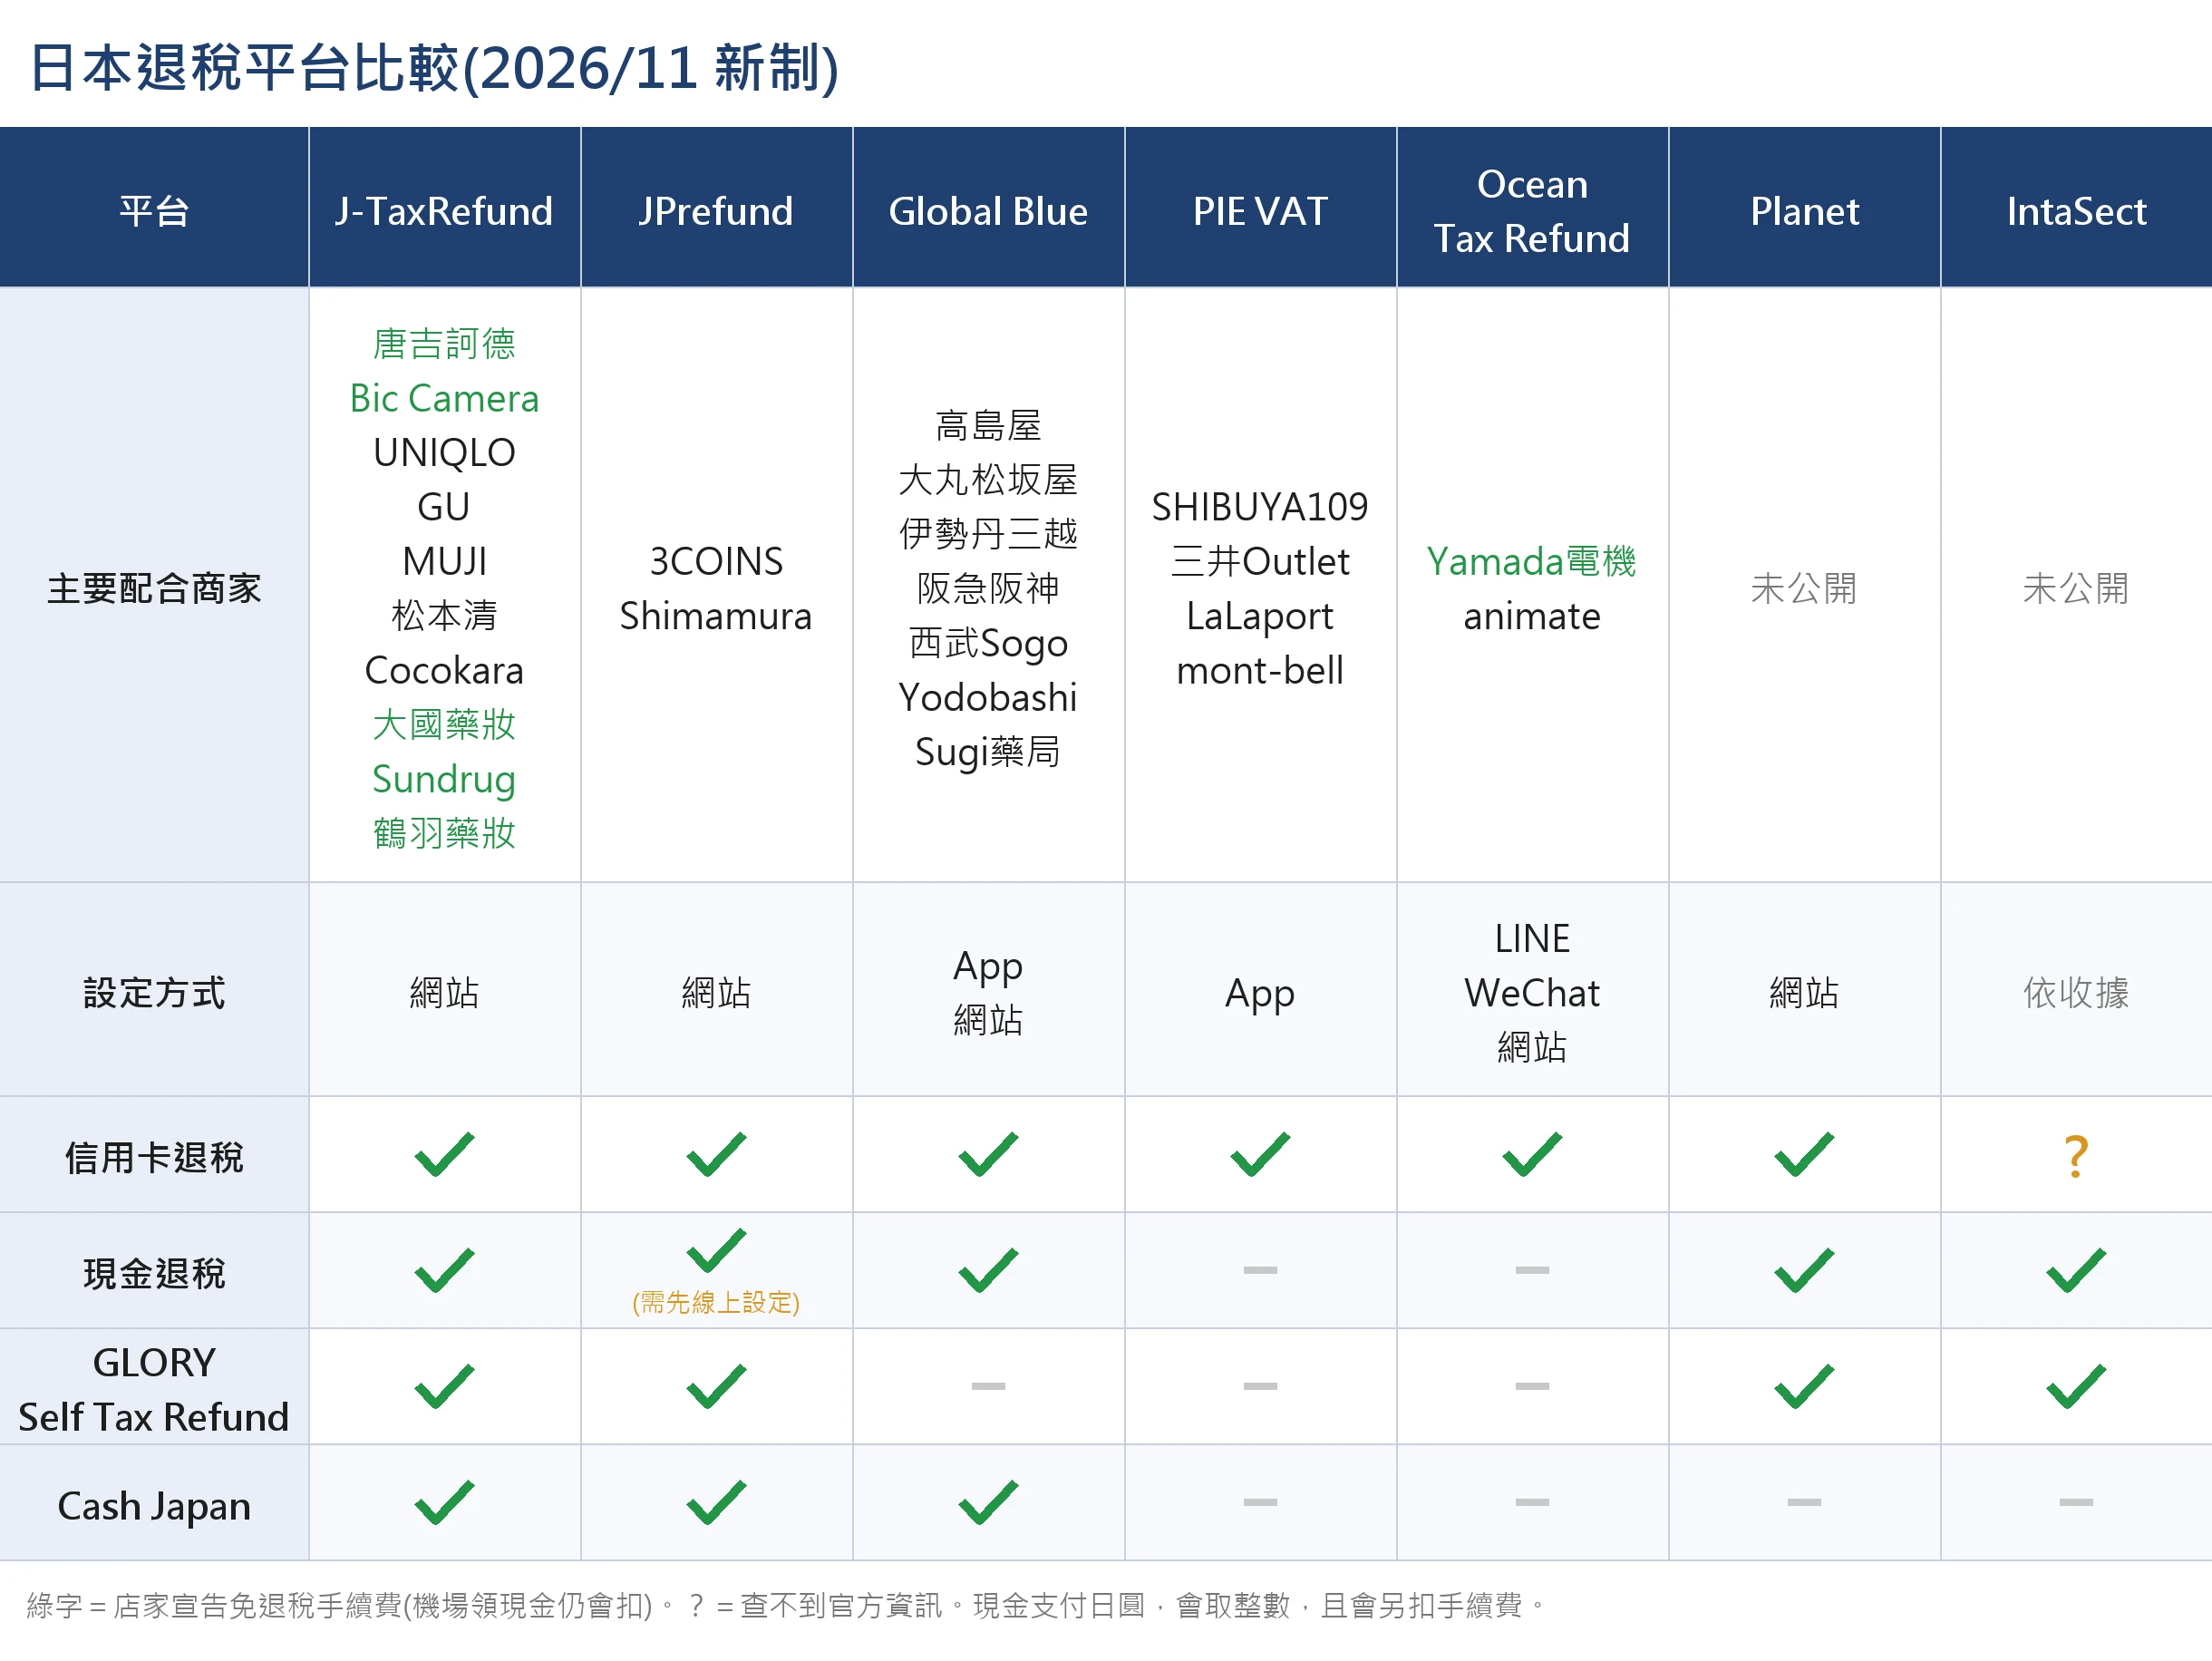 日本退稅平台比較(2026/11 新制)
平台
J-TaxRefund
JPrefund
Global Blue
PIE VAT
Ocean
Tax Refund
Planet
IntaSect
主要配合商家
唐吉訶德
Bic Camera
UNIQLO
GU
MUJI
松本清
Cocokara
大國藥妝
Sundrug
鶴羽藥妝
3COINS
Shimamura
高島屋
大丸松坂屋
伊勢丹三越
阪急阪神
西武Sogo
Yodobashi
Sugi藥局
SHIBUYA109
三井Outlet
LaLaport
mont-bell
Yamada電機
animate
未公開
未公開
設定方式
網站
網站
App
網站
App
LINE
WeChat
網站
網站
依收據
信用卡退稅
✓
✓
✓
✓
✓
✓
?
現金退稅
✓
✓
(需先線上設定)
✓
–
–
✓
✓
GLORY
Self Tax Refund
✓
✓
–
–
–
✓
✓
Cash Japan
✓
✓
✓
–
–
–
–
綠字 = 店家宣告免退稅手續費(機場領現金仍會扣)。？ = 查不到官方資訊。現金支付日圓，會取整數，且會另扣手續費。